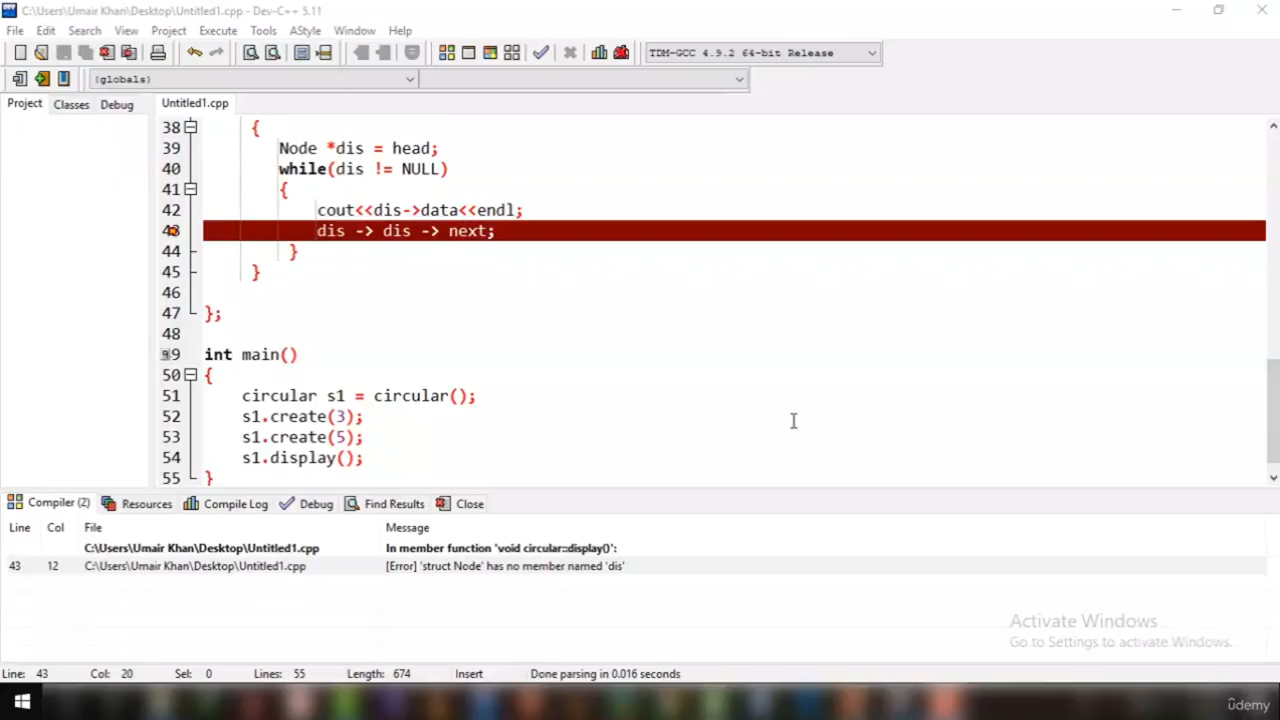 C:\Users\Umair Khan\Desktop\Untitled1.cpp - Dev-C++ 5.11
File Edit Search View Project Execute Tools AStyle Window Help
TDM-GCC 4.9.2 64-bit Release
(globals)
Project Classes Debug Untitled1.cpp
38 {
39 Node *dis = head;
40 while(dis != NULL)
41 {
42 cout<<dis->data<<endl;
43 dis -> dis -> next;
44 }
45 }
46
47 };
48
49 int main()
50 {
51 circular s1 = circular();
52 s1.create(3);
53 s1.create(5);
54 s1.display();
55 }
Compiler (2) Resources Compile Log Debug Find Results Close
Line Col File Message
C:\Users\Umair Khan\Desktop\Untitled1.cpp In member function 'void circular::display()':
43 12 C:\Users\Umair Khan\Desktop\Untitled1.cpp [Error] 'struct Node' has no member named 'dis'
Activate Windows
Go to Settings to activate Windows.
Line: 43 Col: 20 Sel: 0 Lines: 55 Length: 674 Insert Done parsing in 0.016 seconds
ûdemy